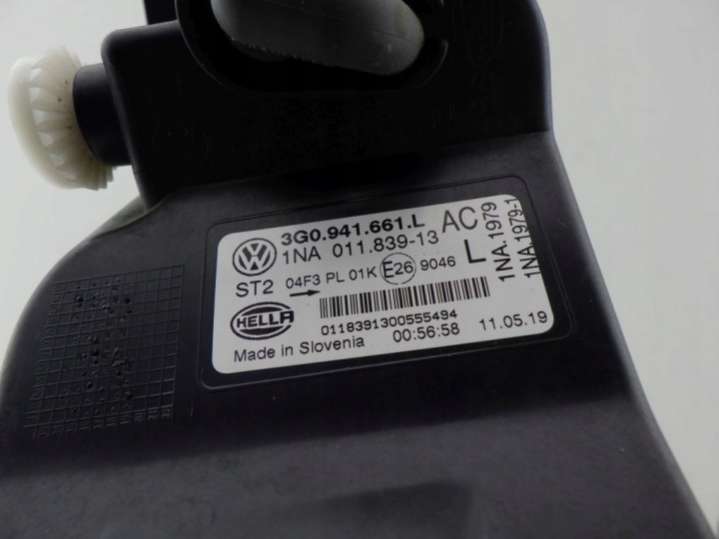 3G0.941.661.L AC
1NA 011.839-13
ST2 04F3 PL 01K E26 9046 L
1NA.1979
1NA.1979-1
HELLA
0118391300555494
Made in Slovenia 00:56:58 11.05.19